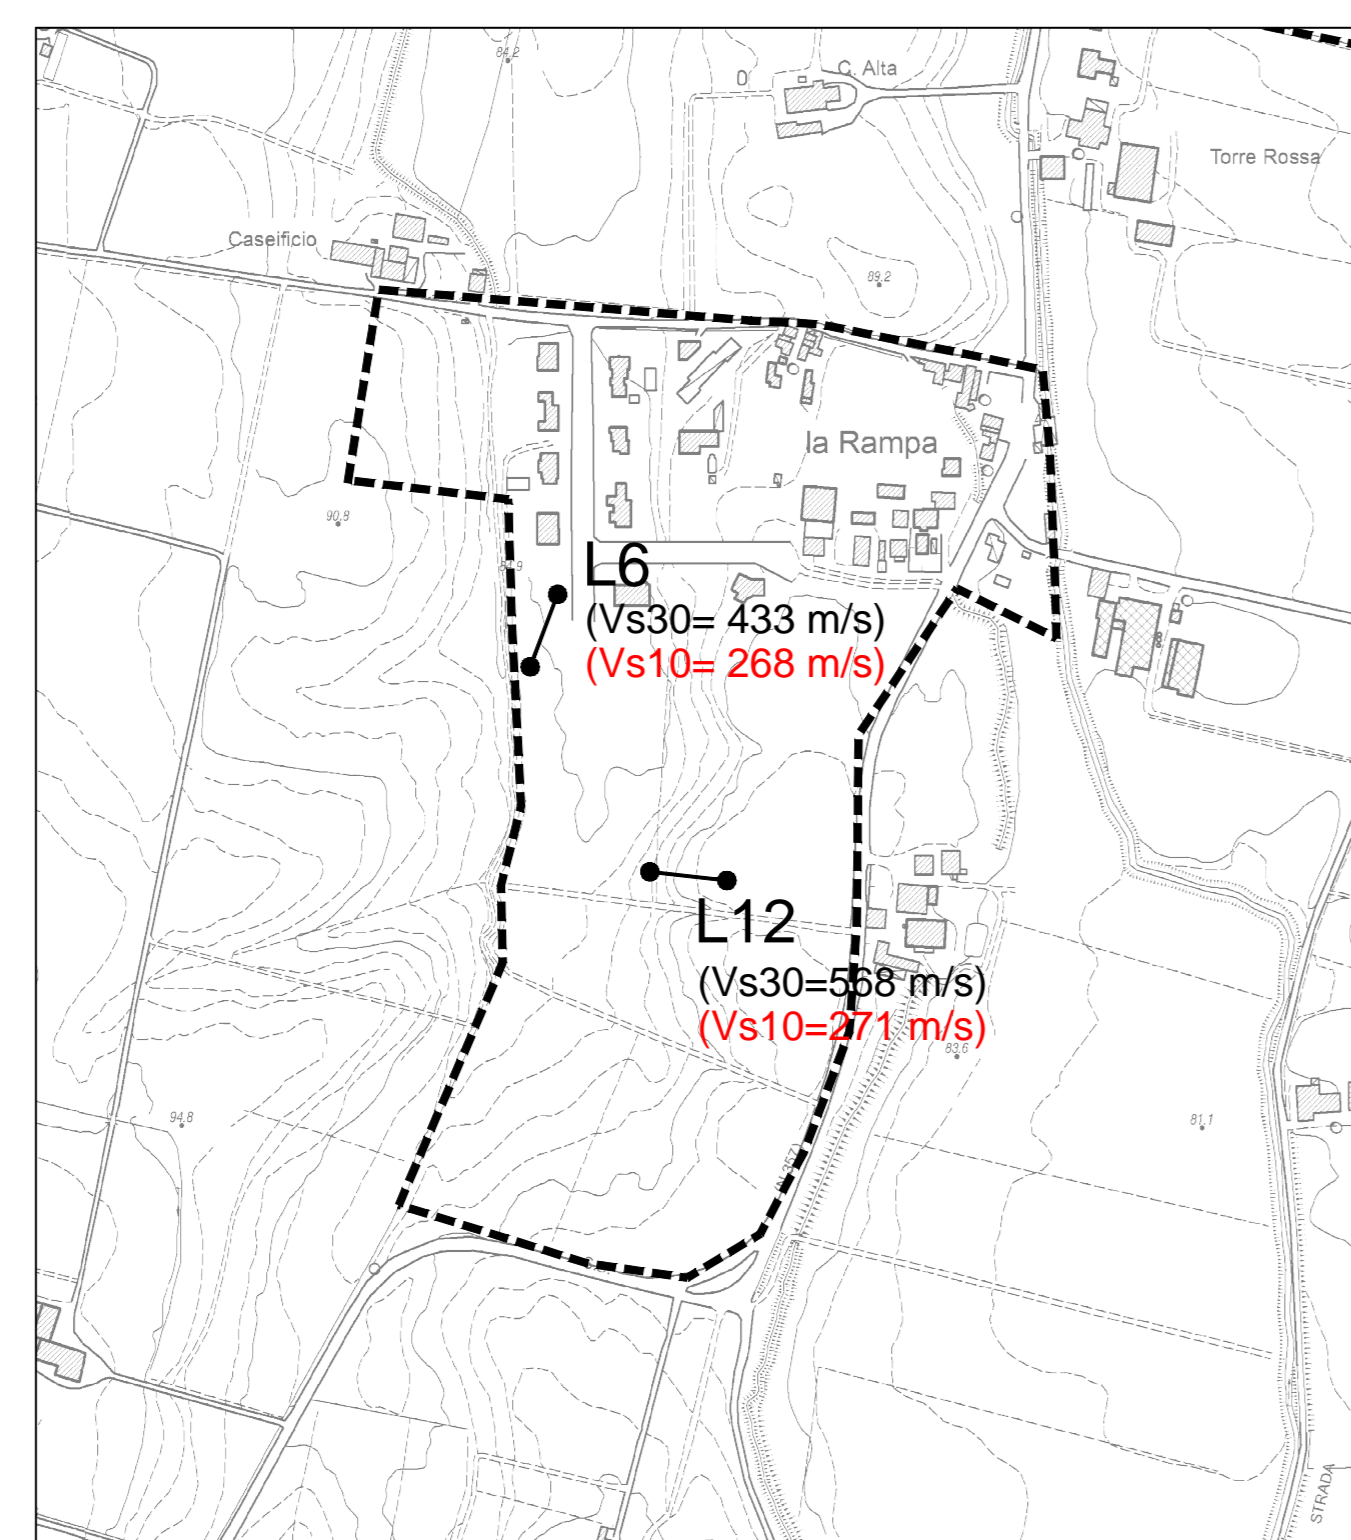 84.2
C. Alta
Torre Rossa
Caseificio
89.2
la Rampa
90.8
L6
(Vs30= 433 m/s)
(Vs10= 268 m/s)
L12
(Vs30=568 m/s)
(Vs10=271 m/s)
83.6
94.8
81.1
STRADA